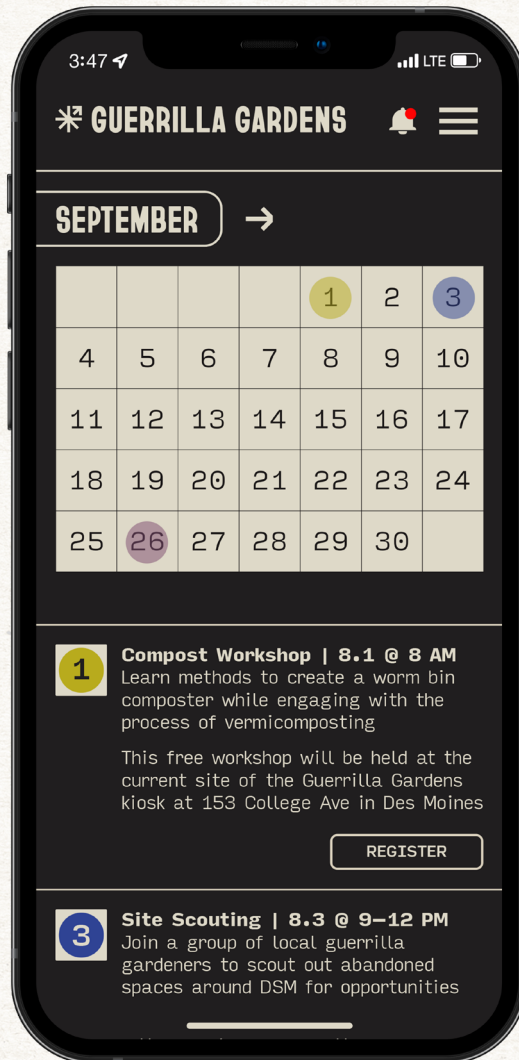 3:47 LTE
GUERRILLA GARDENS
SEPTEMBER →
1 2 3
4 5 6 7 8 9 10
11 12 13 14 15 16 17
18 19 20 21 22 23 24
25 26 27 28 29 30
1 Compost Workshop | 8.1 @ 8 AM
Learn methods to create a worm bin
composter while engaging with the
process of vermicomposting
This free workshop will be held at the
current site of the Guerrilla Gardens
kiosk at 153 College Ave in Des Moines
REGISTER
3 Site Scouting | 8.3 @ 9–12 PM
Join a group of local guerrilla
gardeners to scout out abandoned
spaces around DSM for opportunities